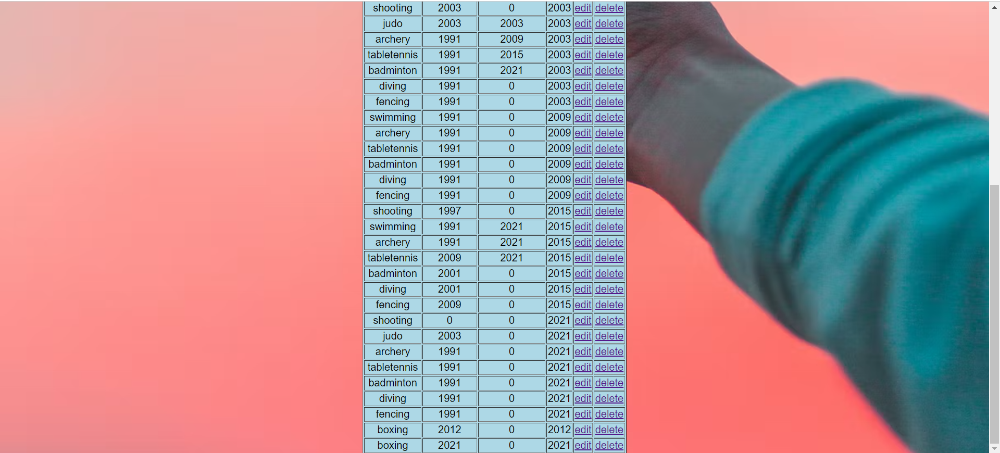 shooting 2003 0 2003 edit delete
judo 2003 2003 2003 edit delete
archery 1991 2009 2003 edit delete
tabletennis 1991 2015 2003 edit delete
badminton 1991 2021 2003 edit delete
diving 1991 0 2003 edit delete
fencing 1991 0 2003 edit delete
swimming 1991 0 2009 edit delete
archery 1991 0 2009 edit delete
tabletennis 1991 0 2009 edit delete
badminton 1991 0 2009 edit delete
diving 1991 0 2009 edit delete
fencing 1991 0 2009 edit delete
shooting 1997 0 2015 edit delete
swimming 1991 2021 2015 edit delete
archery 1991 2021 2015 edit delete
tabletennis 2009 2021 2015 edit delete
badminton 2001 0 2015 edit delete
diving 2001 0 2015 edit delete
fencing 2009 0 2015 edit delete
shooting 0 0 2021 edit delete
judo 2003 0 2021 edit delete
archery 1991 0 2021 edit delete
tabletennis 1991 0 2021 edit delete
badminton 1991 0 2021 edit delete
diving 1991 0 2021 edit delete
fencing 1991 0 2021 edit delete
boxing 2012 0 2012 edit delete
boxing 2021 0 2021 edit delete